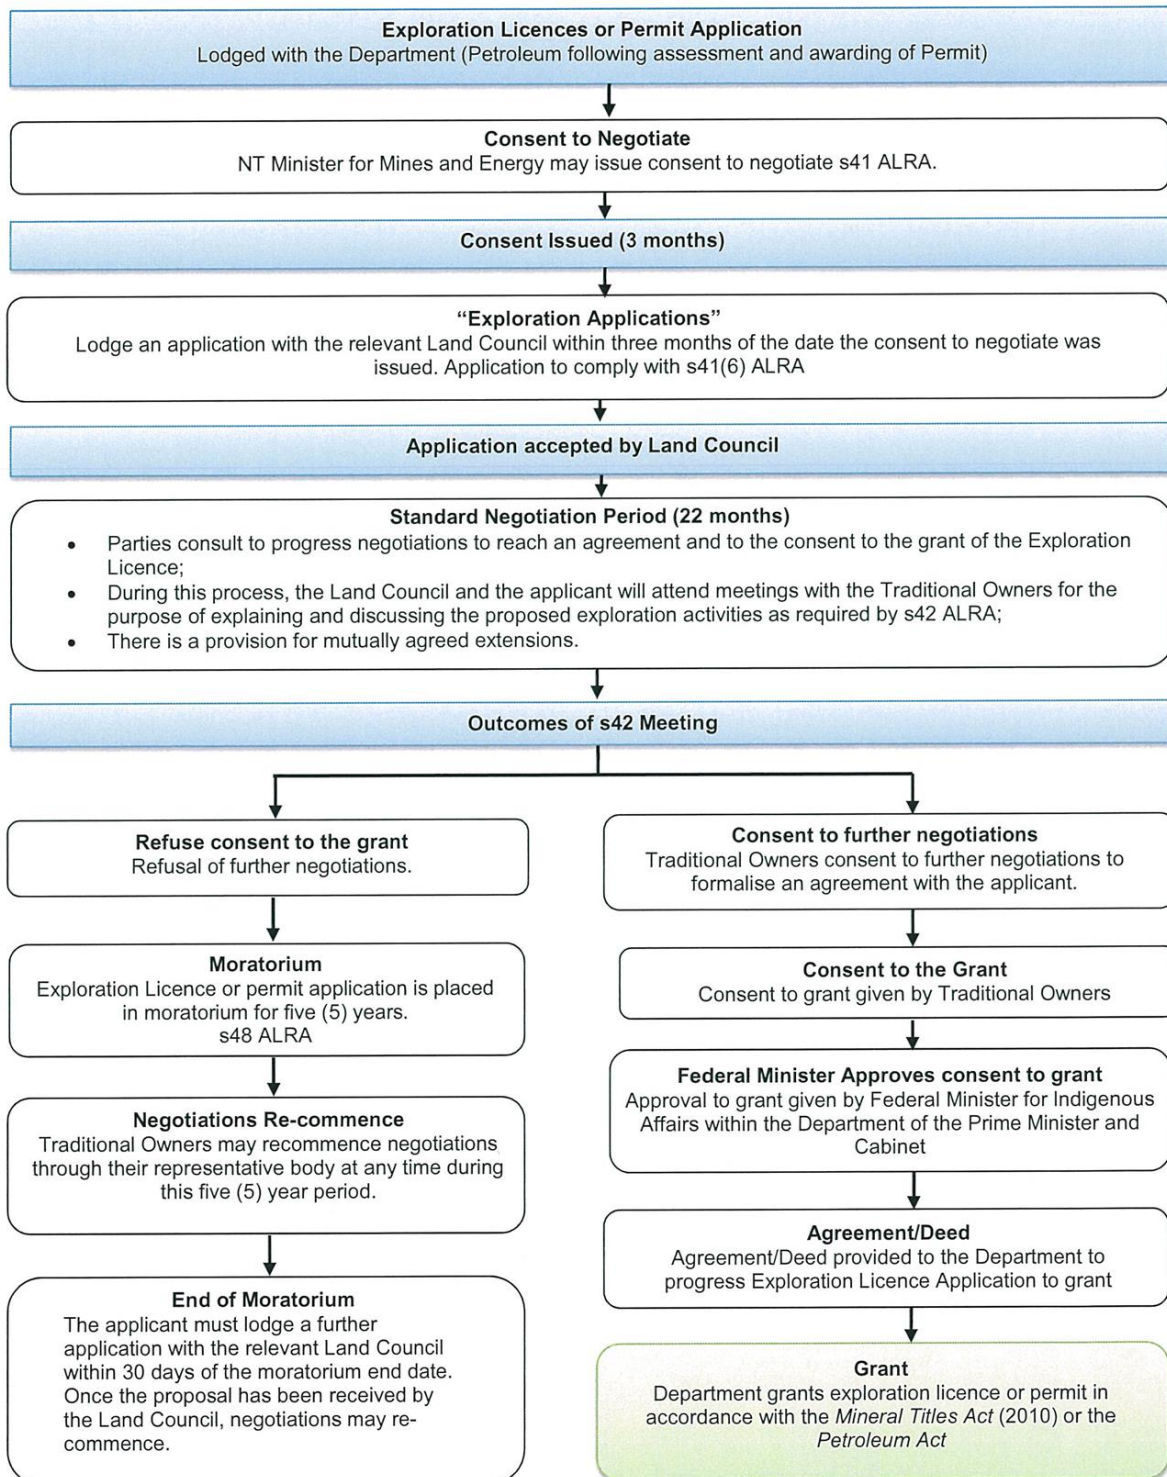 Exploration Licences or Permit Application
Lodged with the Department (Petroleum following assessment and awarding of Permit)
Consent to Negotiate
NT Minister for Mines and Energy may issue consent to negotiate s41 ALRA.
Consent Issued (3 months)
“Exploration Applications”
Lodge an application with the relevant Land Council within three months of the date the consent to negotiate was
issued. Application to comply with s41(6) ALRA
Application accepted by Land Council
Standard Negotiation Period (22 months)
• Parties consult to progress negotiations to reach an agreement and to the consent to the grant of the Exploration
Licence;
• During this process, the Land Council and the applicant will attend meetings with the Traditional Owners for the
purpose of explaining and discussing the proposed exploration activities as required by s42 ALRA;
• There is a provision for mutually agreed extensions.
Outcomes of s42 Meeting
Refuse consent to the grant
Refusal of further negotiations.
Moratorium
Exploration Licence or permit application is placed
in moratorium for five (5) years.
s48 ALRA
Negotiations Re-commence
Traditional Owners may recommence negotiations
through their representative body at any time during
this five (5) year period.
End of Moratorium
The applicant must lodge a further
application with the relevant Land Council
within 30 days of the moratorium end date.
Once the proposal has been received by
the Land Council, negotiations may re-
commence.
Consent to further negotiations
Traditional Owners consent to further negotiations to
formalise an agreement with the applicant.
Consent to the Grant
Consent to grant given by Traditional Owners
Federal Minister Approves consent to grant
Approval to grant given by Federal Minister for Indigenous
Affairs within the Department of the Prime Minister and
Cabinet
Agreement/Deed
Agreement/Deed provided to the Department to
progress Exploration Licence Application to grant
Grant
Department grants exploration licence or permit in
accordance with the Mineral Titles Act (2010) or the
Petroleum Act